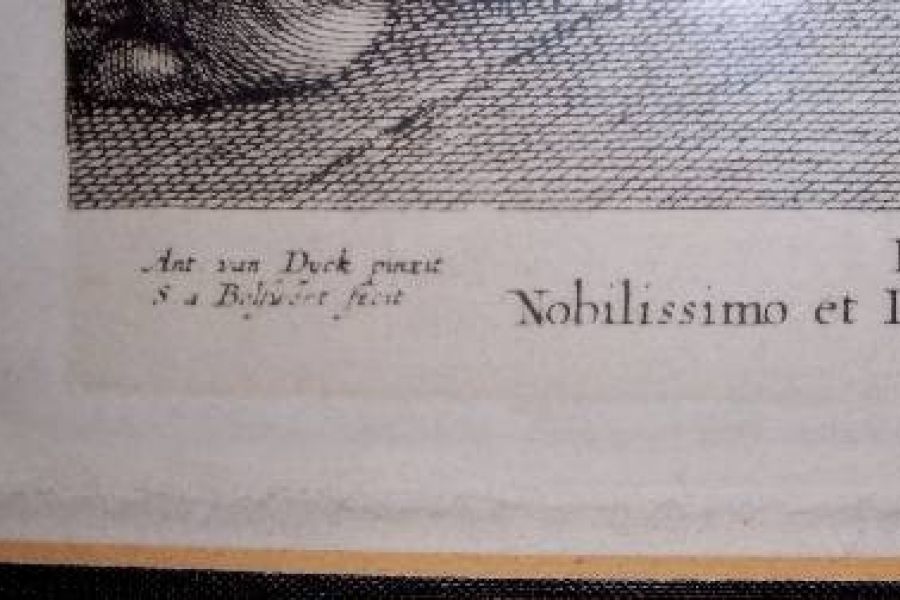 Ant van Dyck pinxit
S a Bolswert fecit
Nobilissimo et